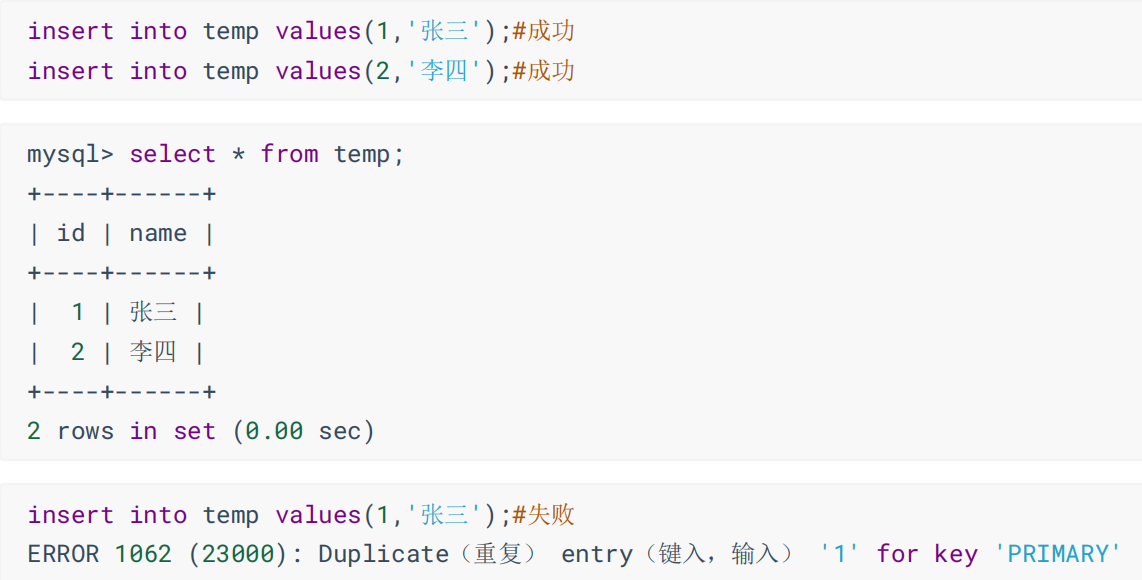 insert into temp values(1,'张三');#成功
insert into temp values(2,'李四');#成功
mysql> select * from temp;
+----+------+
| id | name |
+----+------+
|  1 | 张三 |
|  2 | 李四 |
+----+------+
2 rows in set (0.00 sec)
insert into temp values(1,'张三');#失败
ERROR 1062 (23000): Duplicate（重复） entry（键入，输入） '1' for key 'PRIMARY'